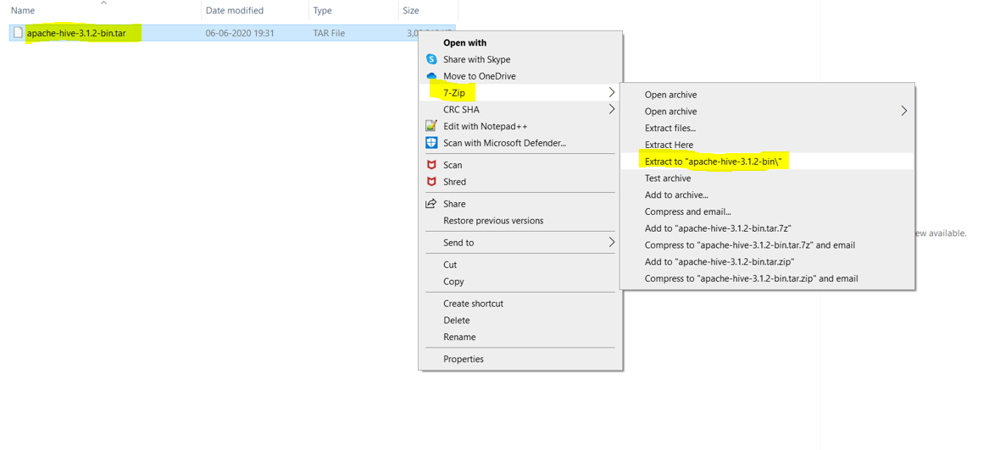 Name Date modified Type Size
apache-hive-3.1.2-bin.tar 06-06-2020 19:31 TAR File
Open with
Share with Skype
Move to OneDrive
7-Zip
CRC SHA
Edit with Notepad++
Scan with Microsoft Defender...
Scan
Shred
Share
Restore previous versions
Send to
Cut
Copy
Create shortcut
Delete
Rename
Properties
Open archive
Open archive
Extract files...
Extract Here
Extract to "apache-hive-3.1.2-bin\"
Test archive
Add to archive...
Compress and email...
Add to "apache-hive-3.1.2-bin.tar.7z"
Compress to "apache-hive-3.1.2-bin.tar.7z" and email
Add to "apache-hive-3.1.2-bin.tar.zip"
Compress to "apache-hive-3.1.2-bin.tar.zip" and email
ew available.